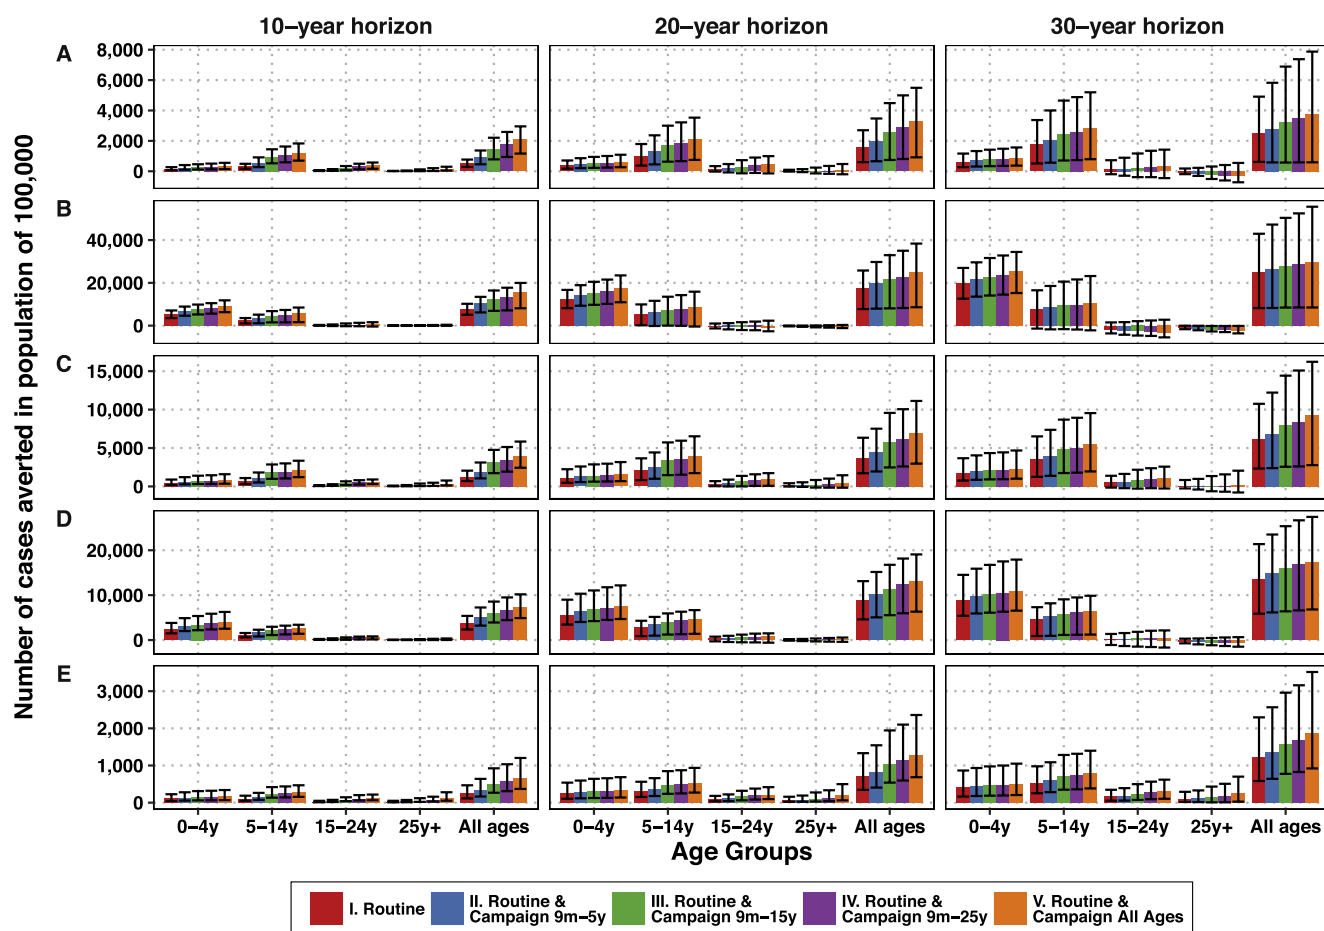 10–year horizon 20–year horizon 30–year horizon
Number of cases averted in population of 100,000
A
8,000
6,000
4,000
2,000
0
B
40,000
20,000
0
C
15,000
10,000
5,000
0
D
20,000
10,000
0
E
3,000
2,000
1,000
0
0–4y 5–14y 15–24y 25y+ All ages 0–4y 5–14y 15–24y 25y+ All ages 0–4y 5–14y 15–24y 25y+ All ages
Age Groups
I. Routine
II. Routine &
Campaign 9m–5y
III. Routine &
Campaign 9m–15y
IV. Routine &
Campaign 9m–25y
V. Routine &
Campaign All Ages